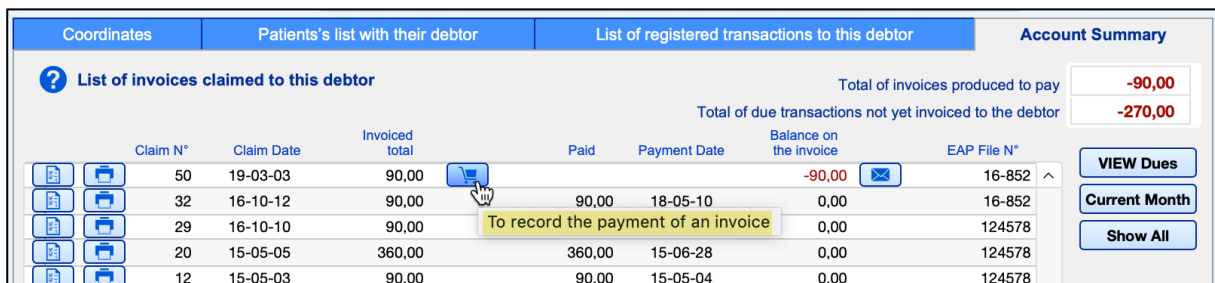 Coordinates Patients's list with their debtor List of registered transactions to this debtor Account Summary
? List of invoices claimed to this debtor
Total of invoices produced to pay -90,00
Total of due transactions not yet invoiced to the debtor -270,00
Claim N° Claim Date Invoiced total Paid Payment Date Balance on the invoice EAP File N°
50 19-03-03 90,00 -90,00 16-852
32 16-10-12 90,00 90,00 18-05-10 0,00 16-852
29 16-10-10 90,00 0,00 124578
20 15-05-05 360,00 360,00 15-06-28 0,00 124578
12 15-05-03 90,00 90,00 15-05-04 0,00 124578
To record the payment of an invoice
VIEW Dues
Current Month
Show All